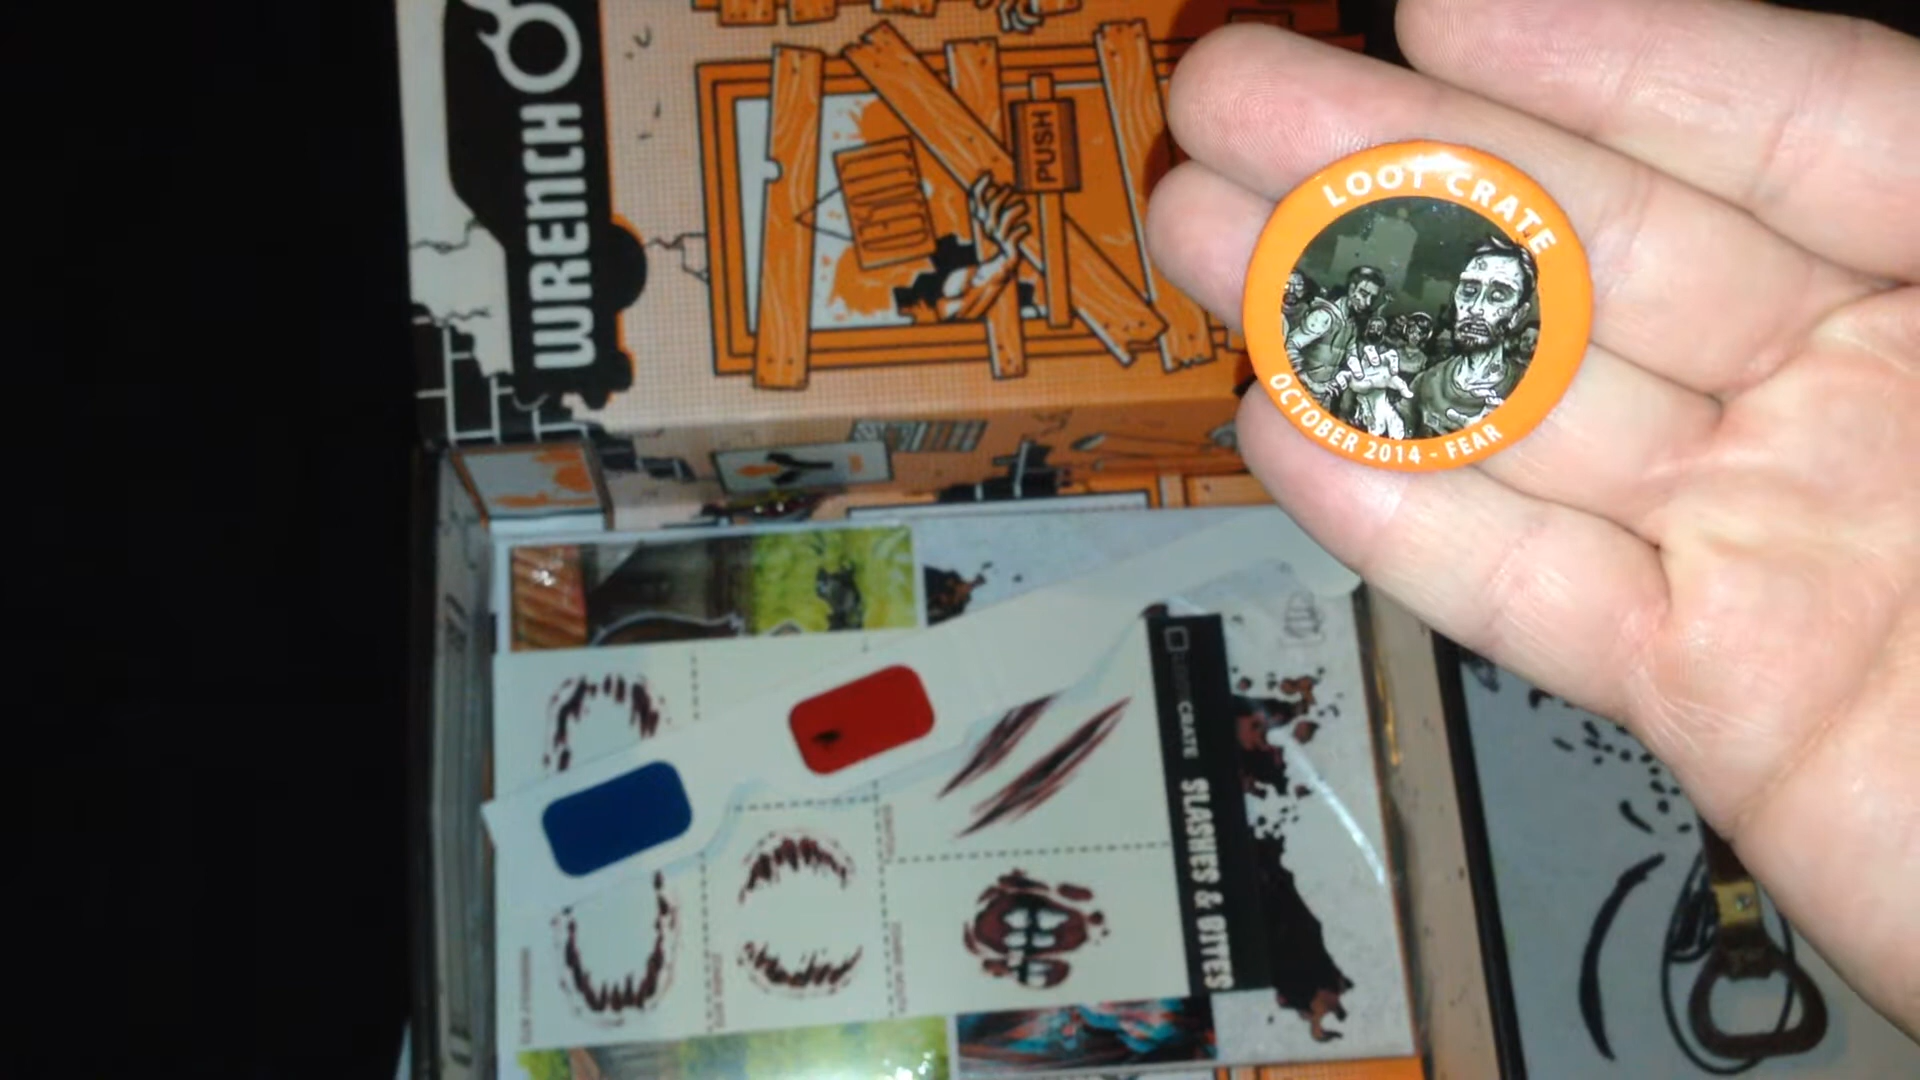 WRENCH
PUSH
LOOT CRATE
OCTOBER 2014 - FEAR
CRATE
SLASHES & BITES